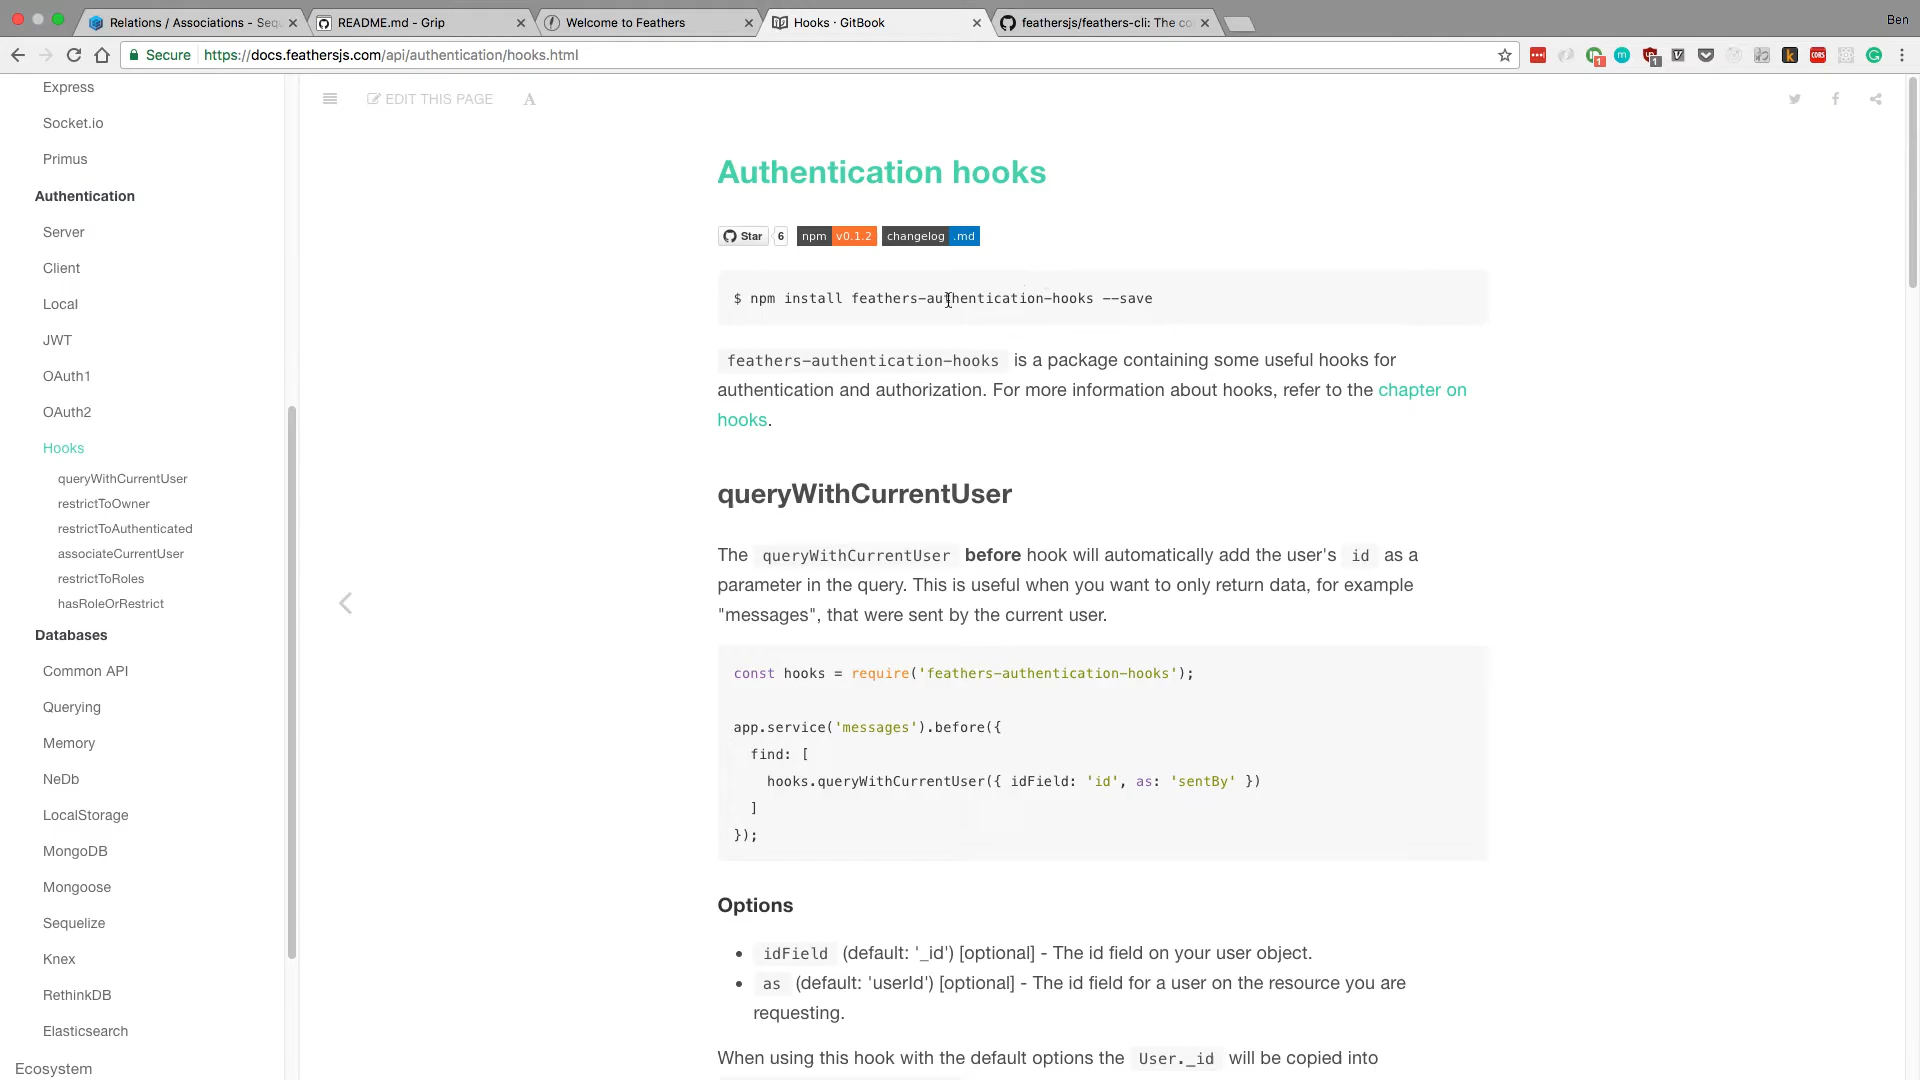 Relations / Associations - Sequ
README.md - Grip
Welcome to Feathers
Hooks · GitBook
feathersjs/feathers-cli: The co
Ben
Secure
https://docs.feathersjs.com/api/authentication/hooks.html
Express
Socket.io
Primus
Authentication
Server
Client
Local
JWT
OAuth1
OAuth2
Hooks
queryWithCurrentUser
restrictToOwner
restrictToAuthenticated
associateCurrentUser
restrictToRoles
hasRoleOrRestrict
Databases
Common API
Querying
Memory
NeDb
LocalStorage
MongoDB
Mongoose
Sequelize
Knex
RethinkDB
Elasticsearch
Ecosystem
EDIT THIS PAGE
A
Authentication hooks
Star 6 npm v0.1.2 changelog .md
$ npm install feathers-authentication-hooks --save
feathers-authentication-hooks is a package containing some useful hooks for
authentication and authorization. For more information about hooks, refer to the chapter on
hooks.
queryWithCurrentUser
The queryWithCurrentUser before hook will automatically add the user's id as a
parameter in the query. This is useful when you want to only return data, for example
"messages", that were sent by the current user.
const hooks = require('feathers-authentication-hooks');
app.service('messages').before({
find: [
hooks.queryWithCurrentUser({ idField: 'id', as: 'sentBy' })
]
});
Options
idField (default: '_id') [optional] - The id field on your user object.
as (default: 'userId') [optional] - The id field for a user on the resource you are
requesting.
When using this hook with the default options the User._id will be copied into